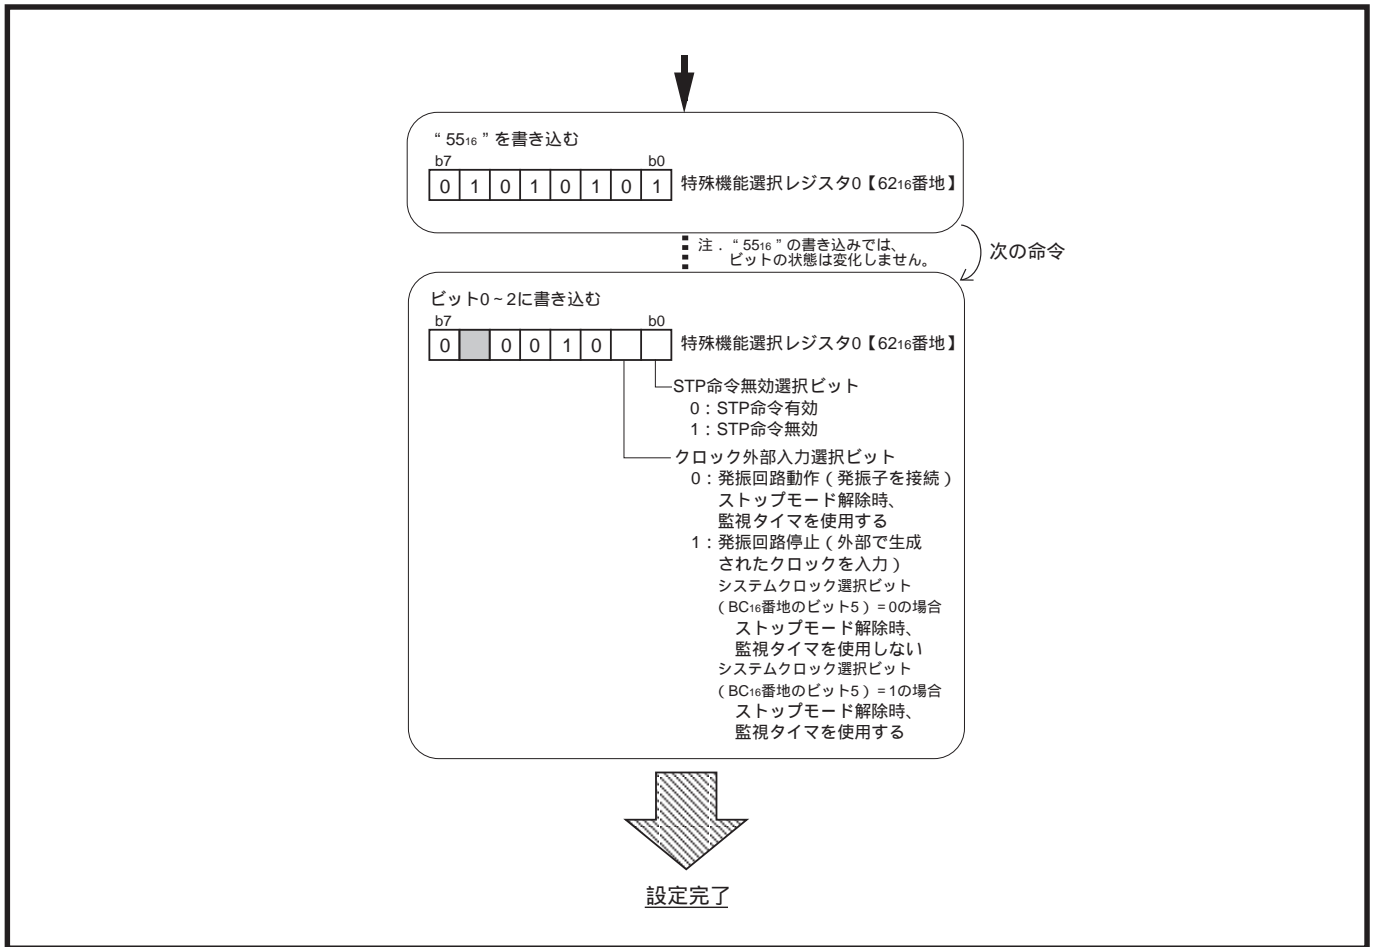 “ 5516 ” を書き込む
b7 b0
0 1 0 1 0 1 0 1 特殊機能選択レジスタ0【6216番地】
注．“ 5516 ” の書き込みでは、
ビットの状態は変化しません。
次の命令
ビット0～2に書き込む
b7 b0
0 0 0 1 0 特殊機能選択レジスタ0【6216番地】
STP命令無効選択ビット
0：STP命令有効
1：STP命令無効
クロック外部入力選択ビット
0：発振回路動作（発振子を接続）
ストップモード解除時、
監視タイマを使用する
1：発振回路停止（外部で生成
されたクロックを入力）
システムクロック選択ビット
（BC16番地のビット5）=0の場合
ストップモード解除時、
監視タイマを使用しない
システムクロック選択ビット
（BC16番地のビット5）=1の場合
ストップモード解除時、
監視タイマを使用する
設定完了